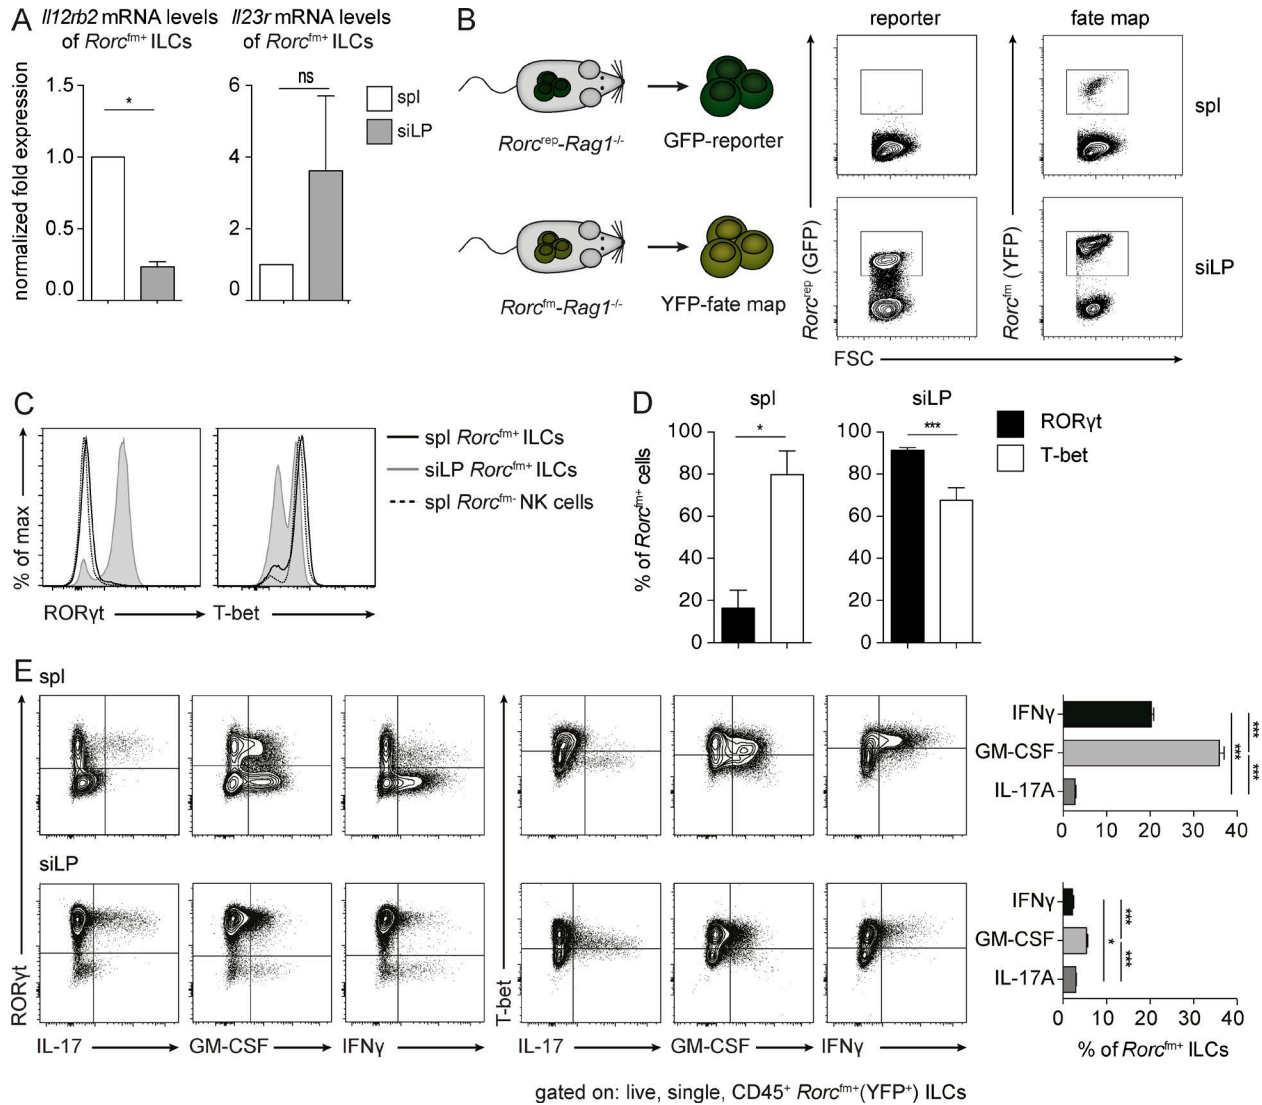 A
Il12rb2 mRNA levels
of Rorcfm+ ILCs
Il23r mRNA levels
of Rorcfm+ ILCs
normalized fold expression
1.5
1.0
0.5
0.0
*
6
4
2
0
ns
spl
siLP
B
Rorcrep-Rag1-/-
GFP-reporter
Rorcfm-Rag1-/-
YFP-fate map
reporter
fate map
spl
siLP
Rorcrep (GFP)
Rorcfm (YFP)
FSC
C
% of max
RORγt
T-bet
spl Rorcfm+ ILCs
siLP Rorcfm+ ILCs
spl Rorcfm- NK cells
D
spl
siLP
% of Rorcfm+ cells
100
80
60
40
20
0
*
100
80
60
40
20
0
***
RORγt
T-bet
E
spl
siLP
RORγt
T-bet
IL-17
GM-CSF
IFNγ
IL-17
GM-CSF
IFNγ
IFNγ
GM-CSF
IL-17A
***
***
***
0 10 20 30 40
IFNγ
GM-CSF
IL-17A
***
*
***
0 10 20 30 40
% of Rorcfm+ ILCs
gated on: live, single, CD45+ Rorcfm+(YFP+) ILCs